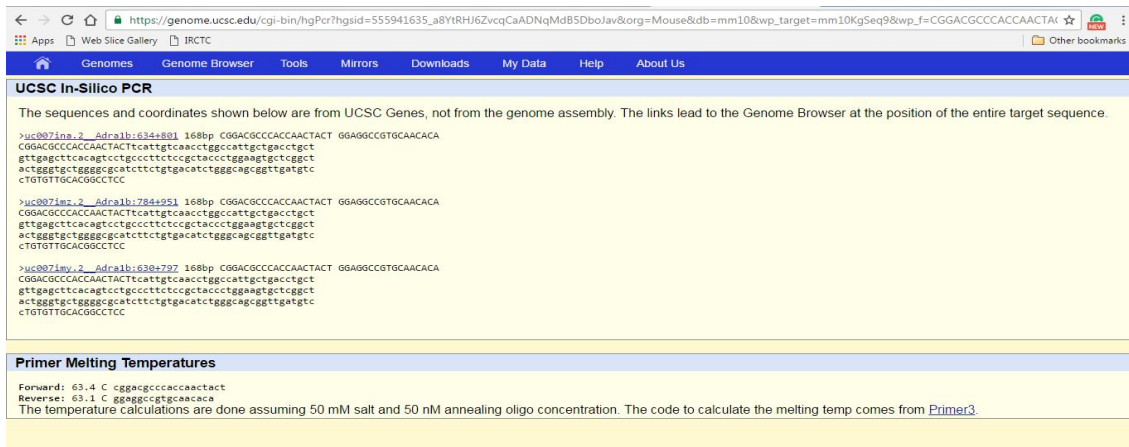 https://genome.ucsc.edu/cgi-bin/hgPcr?hgsid=555941635_a8YtRHJ6ZvcqCaADNqMdB5DboJav&org=Mouse&db=mm10&wp_target=mm10KgSeq9&wp_f=CGGACGCCCACCAACTA
NEW
Apps Web Slice Gallery IRCTC Other bookmarks
Genomes Genome Browser Tools Mirrors Downloads My Data Help About Us
UCSC In-Silico PCR
The sequences and coordinates shown below are from UCSC Genes, not from the genome assembly. The links lead to the Genome Browser at the position of the entire target sequence.
>uc007ina.2__Adra1b:634+801 168bp CGGACGCCCACCAACTACT GGAGGCCGTGCAACACA
CGGACGCCCACCAACTACTtcattgtcaacctggccattgctgacctgct
gttgagcttcacagtcctgcccttctccgctaccctggaagtgctcggct
actgggtgctggggcgcatcttctgtgacatctgggcagcggttgatgtc
cTGTGTTGCACGGCCTCC
>uc007imz.2__Adra1b:784+951 168bp CGGACGCCCACCAACTACT GGAGGCCGTGCAACACA
CGGACGCCCACCAACTACTtcattgtcaacctggccattgctgacctgct
gttgagcttcacagtcctgcccttctccgctaccctggaagtgctcggct
actgggtgctggggcgcatcttctgtgacatctgggcagcggttgatgtc
cTGTGTTGCACGGCCTCC
>uc007imy.2__Adra1b:630+797 168bp CGGACGCCCACCAACTACT GGAGGCCGTGCAACACA
CGGACGCCCACCAACTACTtcattgtcaacctggccattgctgacctgct
gttgagcttcacagtcctgcccttctccgctaccctggaagtgctcggct
actgggtgctggggcgcatcttctgtgacatctgggcagcggttgatgtc
cTGTGTTGCACGGCCTCC
Primer Melting Temperatures
Forward: 63.4 C cggacgcccaccaactact
Reverse: 63.1 C ggaggccgtgcaacaca
The temperature calculations are done assuming 50 mM salt and 50 nM annealing oligo concentration. The code to calculate the melting temp comes from Primer3.